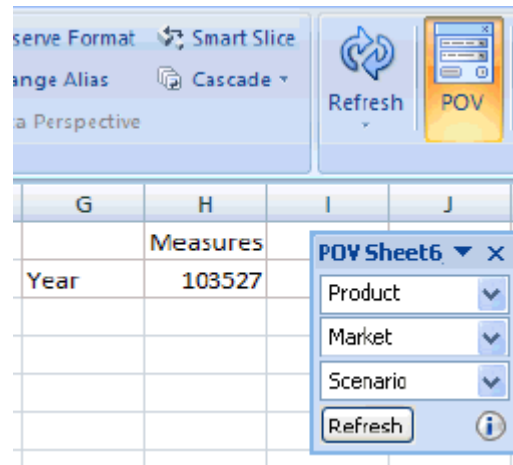 serve Format Smart Slice
ange Alias Cascade
Refresh POV
a Perspective
G H I J
Measures
POV Sheet6
Year 103527
Product
Market
Scenario
Refresh